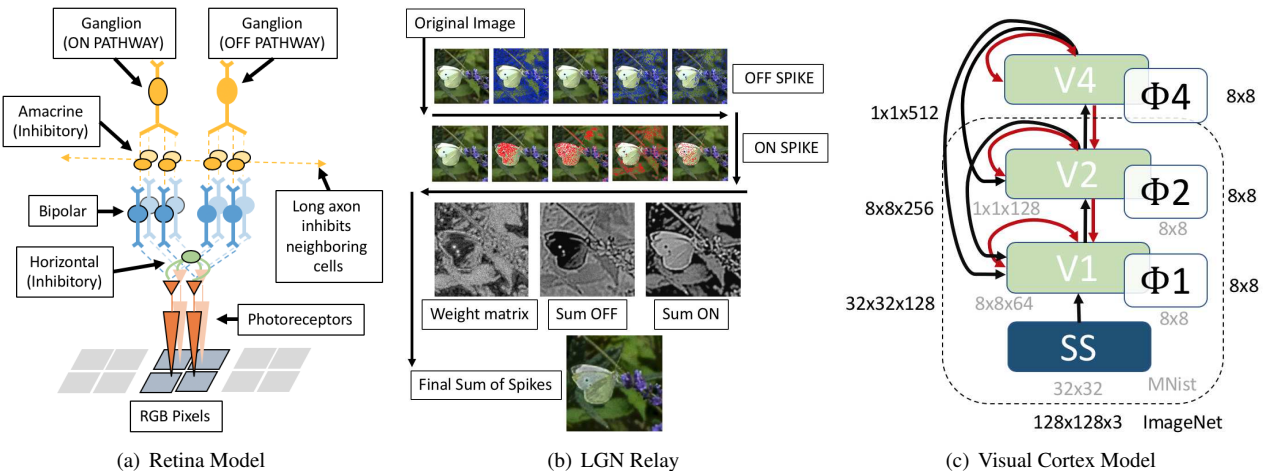 Ganglion
(ON PATHWAY)
Ganglion
(OFF PATHWAY)
Amacrine
(Inhibitory)
Bipolar
Long axon
inhibits
neighboring
cells
Horizontal
(Inhibitory)
Photoreceptors
RGB Pixels
(a) Retina Model
Original Image
OFF SPIKE
ON SPIKE
Weight matrix
Sum OFF
Sum ON
Final Sum of Spikes
(b) LGN Relay
V4
Φ4
8x8
1x1x512
V2
Φ2
8x8
1x1x128
8x8
8x8x256
V1
Φ1
8x8
32x32x128
8x8x64
8x8
SS
MNist
32x32
128x128x3
ImageNet
(c) Visual Cortex Model